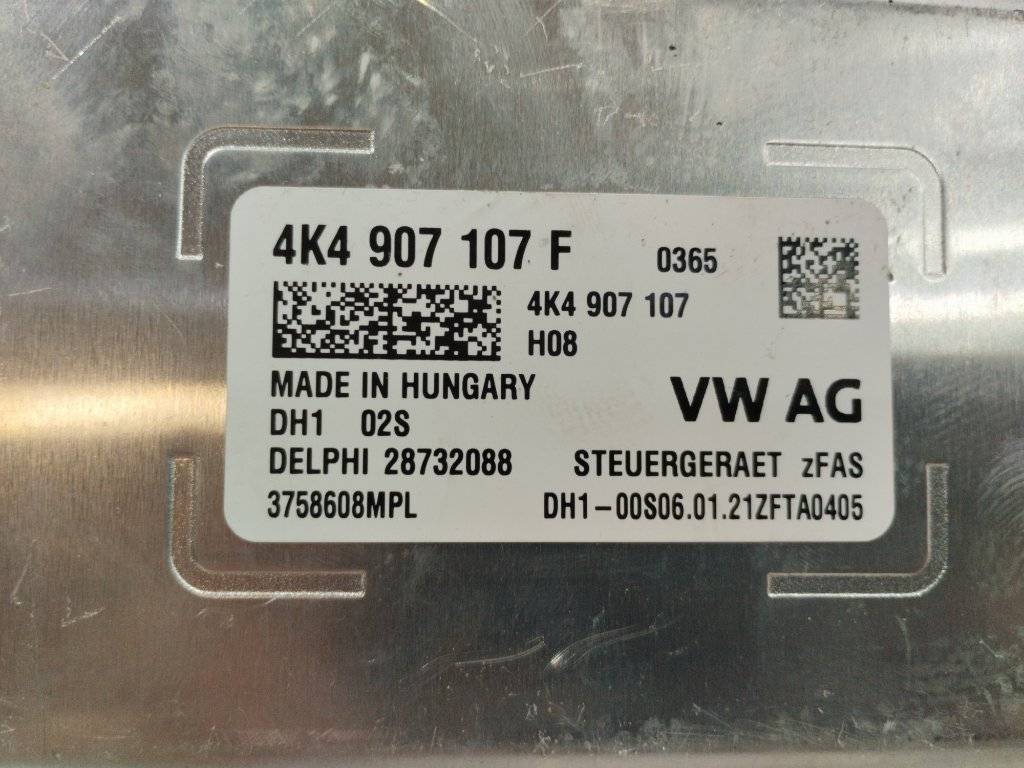 4K4 907 107 F 0365
4K4 907 107
H08
MADE IN HUNGARY
VW AG
DH1 02S
DELPHI 28732088 STEUERGERAET zFAS
3758608MPL DH1-00S06.01.21ZFTA0405